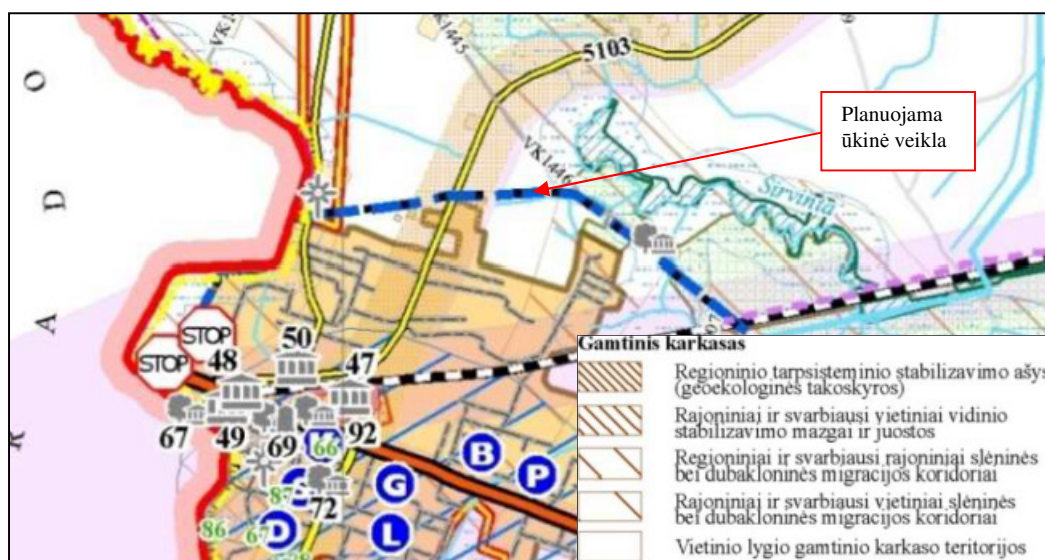 O
D
A
R
VK1
VK1445
5103
VK1446
Planuojama
ūkinė veikla
Širvinta
STOP
STOP
50
48
47
67
49
69
92
66
87
72
86
67
B
P
G
L
D
Gamtinis karkasas
Regioninio tarpsisteminio stabilizavimo ašys
(geoekologinės takoskyros)
Rajoniniai ir svarbiausi vietiniai vidinio
stabilizavimo mazgai ir juostos
Regioniniai ir svarbiausi rajoniniai slėninės
bei dubakloninės migracijos koridoriai
Rajoniniai ir svarbiausi vietiniai slėninės
bei dubakloninės migracijos koridoriai
Vietinio lygio gamtinio karkaso teritorijos